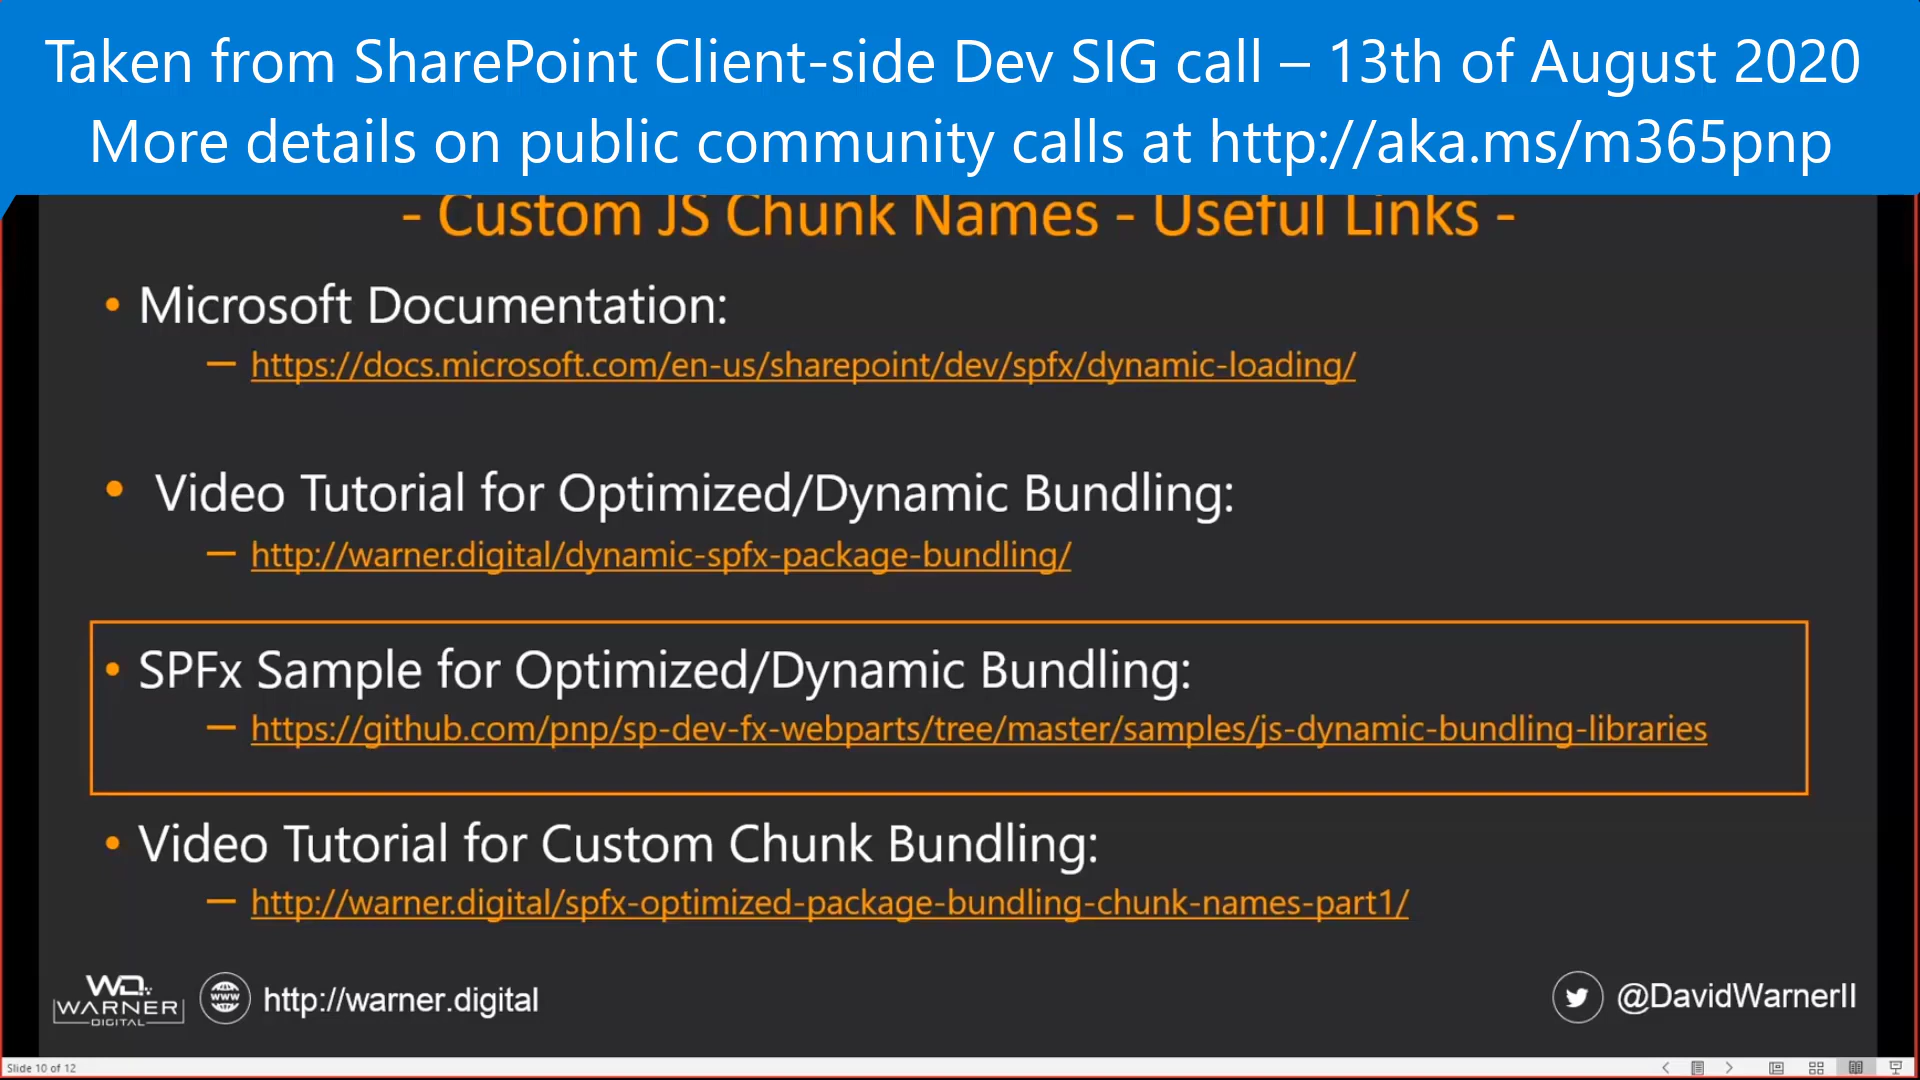 Taken from SharePoint Client-side Dev SIG call – 13th of August 2020
More details on public community calls at http://aka.ms/m365pnp
- Custom JS Chunk Names - Useful Links -
• Microsoft Documentation:
— https://docs.microsoft.com/en-us/sharepoint/dev/spfx/dynamic-loading/
• Video Tutorial for Optimized/Dynamic Bundling:
— http://warner.digital/dynamic-spfx-package-bundling/
• SPFx Sample for Optimized/Dynamic Bundling:
— https://github.com/pnp/sp-dev-fx-webparts/tree/master/samples/js-dynamic-bundling-libraries
• Video Tutorial for Custom Chunk Bundling:
— http://warner.digital/spfx-optimized-package-bundling-chunk-names-part1/
WD
WARNER
DIGITAL
www
http://warner.digital
@DavidWarnerII
Slide 10 of 12